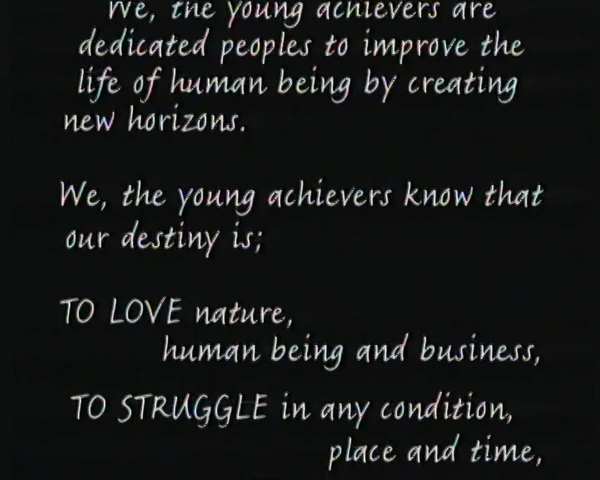 We, the young achievers are
dedicated peoples to improve the
life of human being by creating
new horizons.
We, the young achievers know that
our destiny is;
TO LOVE nature,
human being and business,
TO STRUGGLE in any condition,
place and time,